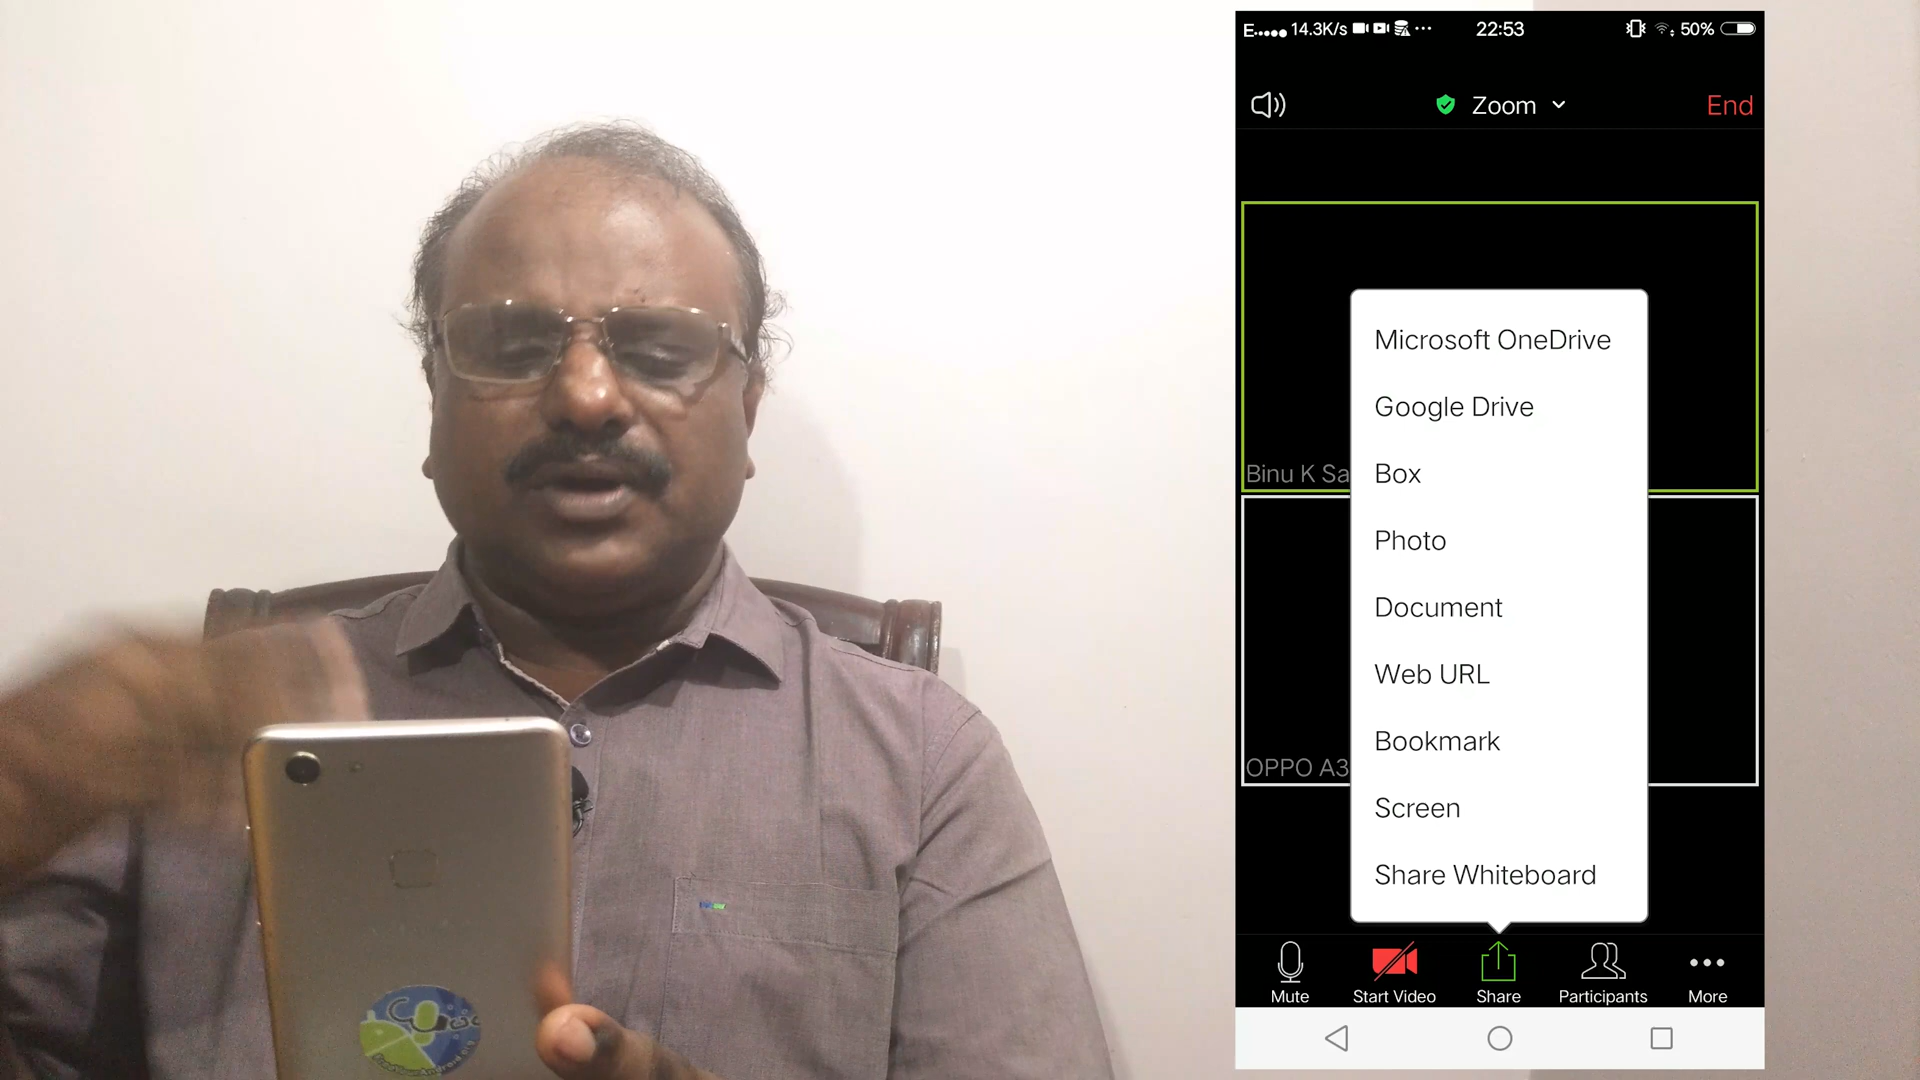 E..... 14.3K/s ... 22:53 50%
Zoom End
Microsoft OneDrive
Google Drive
Box
Binu K Sa
Photo
Document
Web URL
Bookmark
OPPO A3
Screen
Share Whiteboard
Mute Start Video Share Participants More